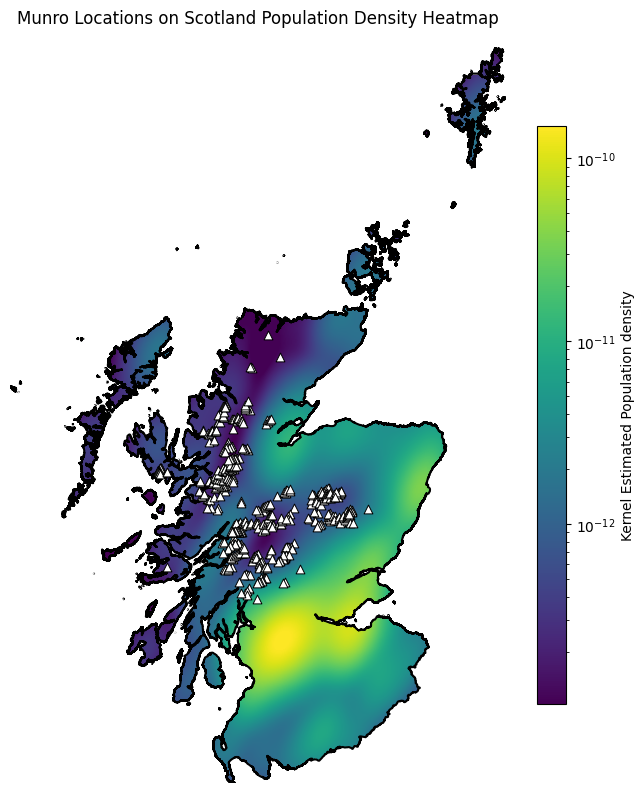 Munro Locations on Scotland Population Density Heatmap
10⁻¹⁰
10⁻¹¹
10⁻¹²
Kernel Estimated Population density